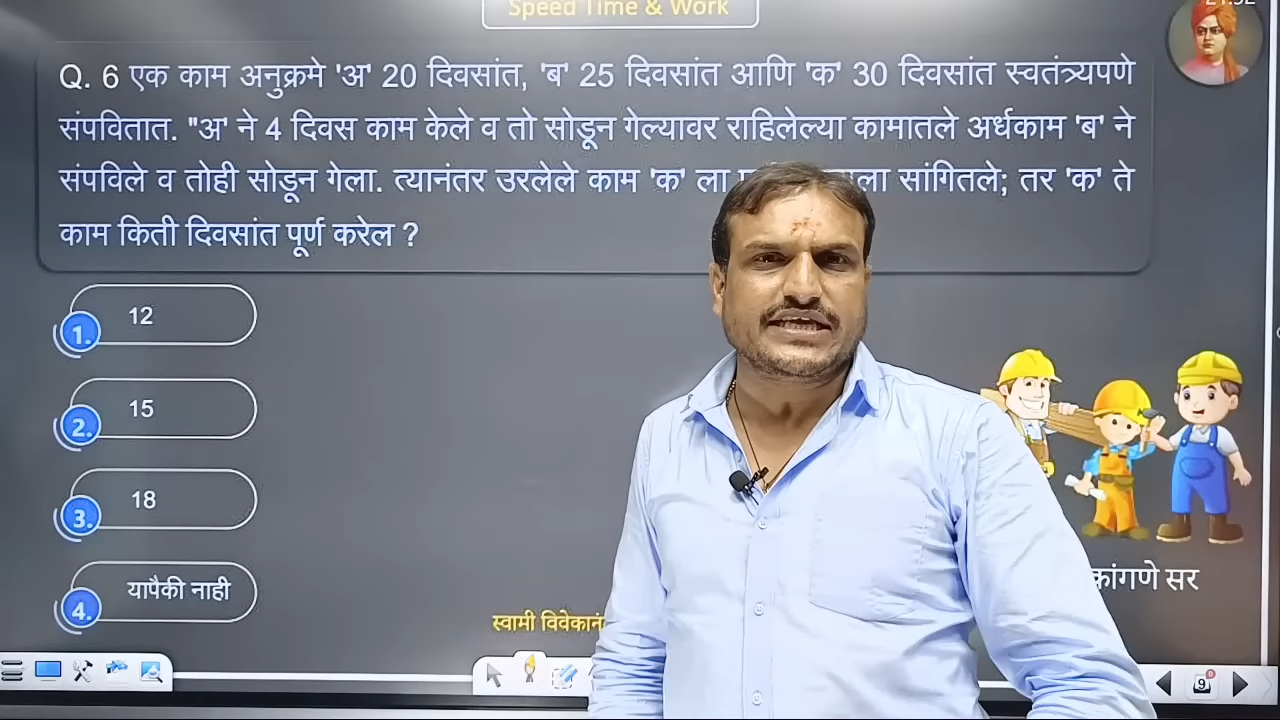 Speed Time & Work
Q. 6 एक काम अनुक्रमे 'अ' 20 दिवसांत, 'ब' 25 दिवसांत आणि 'क' 30 दिवसांत स्वतंत्र्यपणे
संपवितात. "अ' ने 4 दिवस काम केले व तो सोडून गेल्यावर राहिलेल्या कामातले अर्धकाम 'ब' ने
संपविले व तोही सोडून गेला. त्यानंतर उरलेले काम 'क' ला सांगितले; तर 'क' ते
काम किती दिवसांत पूर्ण करेल ?
1. 12
2. 15
3. 18
4. यापैकी नाही
कांगणे सर
स्वामी
9